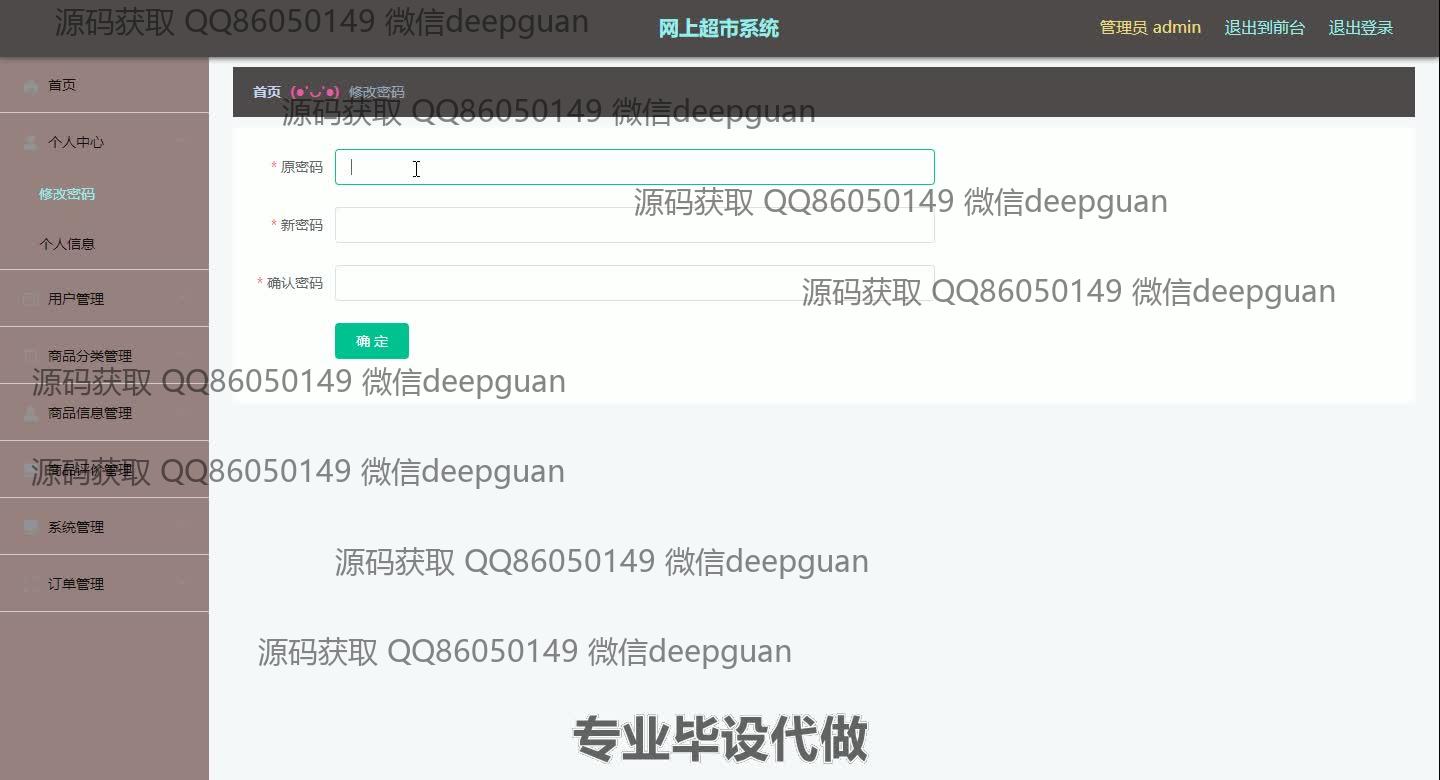 源码获取 QQ86050149 微信deepguan
网上超市系统
管理员 admin
退出到前台
退出登录
首页
首页 (●'◡'●) 修改密码
源码获取 QQ86050149 微信deepguan
个人中心
* 原密码
修改密码
源码获取 QQ86050149 微信deepguan
* 新密码
个人信息
* 确认密码
源码获取 QQ86050149 微信deepguan
用户管理
确 定
商品分类管理
源码获取 QQ86050149 微信deepguan
商品信息管理
商品评价管理
源码获取 QQ86050149 微信deepguan
系统管理
源码获取 QQ86050149 微信deepguan
订单管理
源码获取 QQ86050149 微信deepguan
专业毕设代做